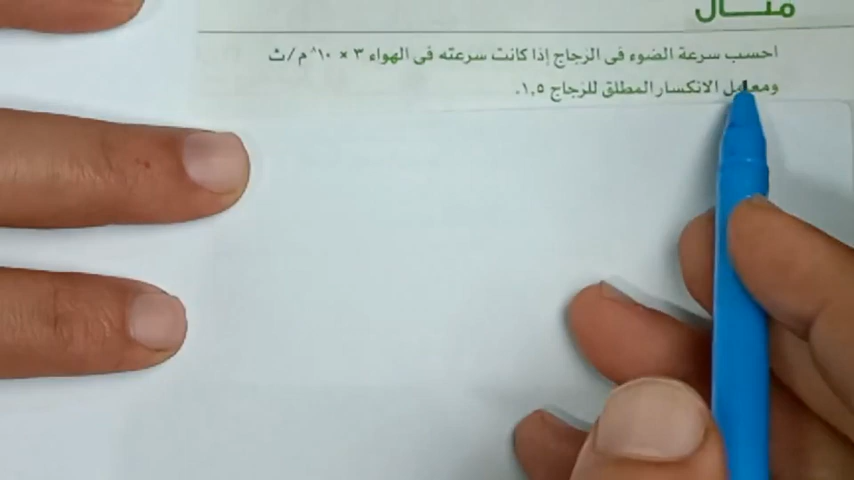 مثال
احسب سرعة الضوء فى الزجاج إذا كانت سرعته فى الهواء ٣ × ١٠^٨ م/ث
ومعامل الانكسار المطلق للزجاج ١,٥.